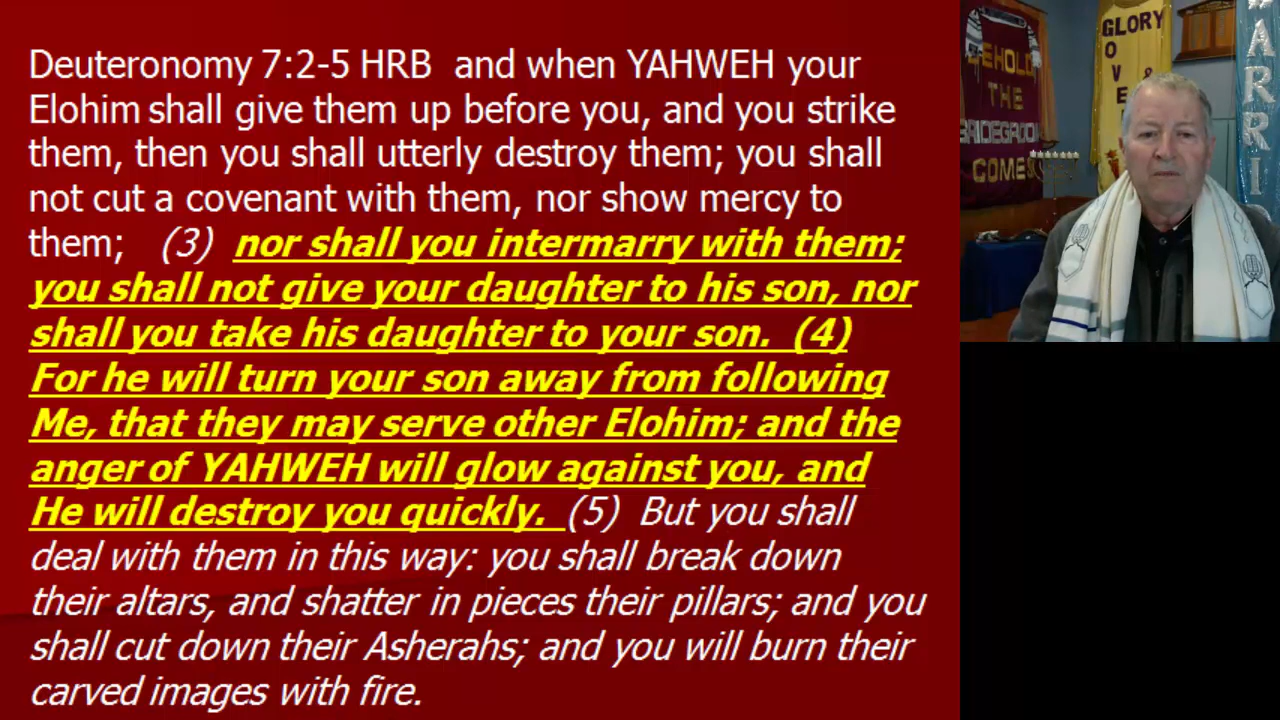 Deuteronomy 7:2-5 HRB and when YAHWEH your
Elohim shall give them up before you, and you strike
them, then you shall utterly destroy them; you shall
not cut a covenant with them, nor show mercy to
them; (3) nor shall you intermarry with them;
you shall not give your daughter to his son, nor
shall you take his daughter to your son. (4)
For he will turn your son away from following
Me, that they may serve other Elohim; and the
anger of YAHWEH will glow against you, and
He will destroy you quickly. (5) But you shall
deal with them in this way: you shall break down
their altars, and shatter in pieces their pillars; and you
shall cut down their Asherahs; and you will burn their
carved images with fire.
EHOLD
THE
BRIDEGROO
COMES
GLORY
O
V
E
&
ARRI